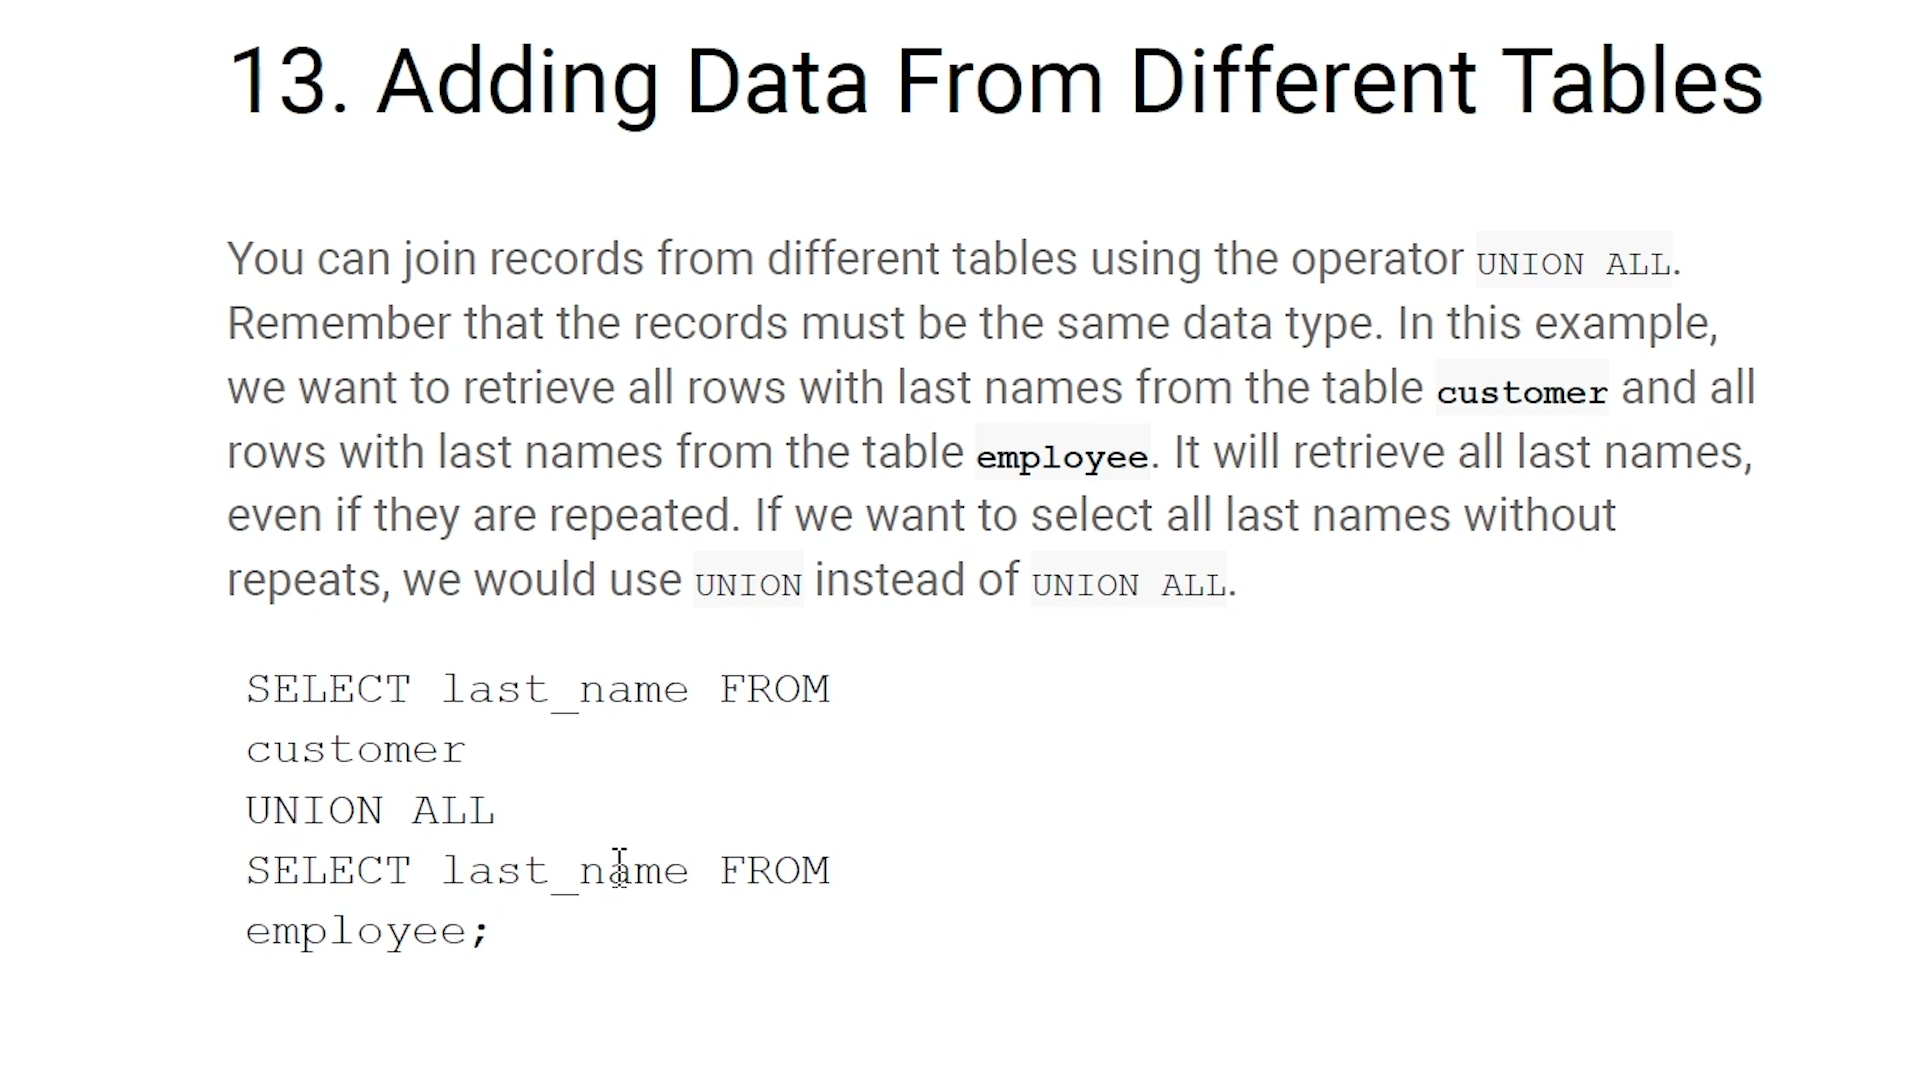 13. Adding Data From Different Tables
You can join records from different tables using the operator UNION ALL.
Remember that the records must be the same data type. In this example,
we want to retrieve all rows with last names from the table customer and all
rows with last names from the table employee. It will retrieve all last names,
even if they are repeated. If we want to select all last names without
repeats, we would use UNION instead of UNION ALL.
SELECT last_name FROM
customer
UNION ALL
SELECT last_name FROM
employee;